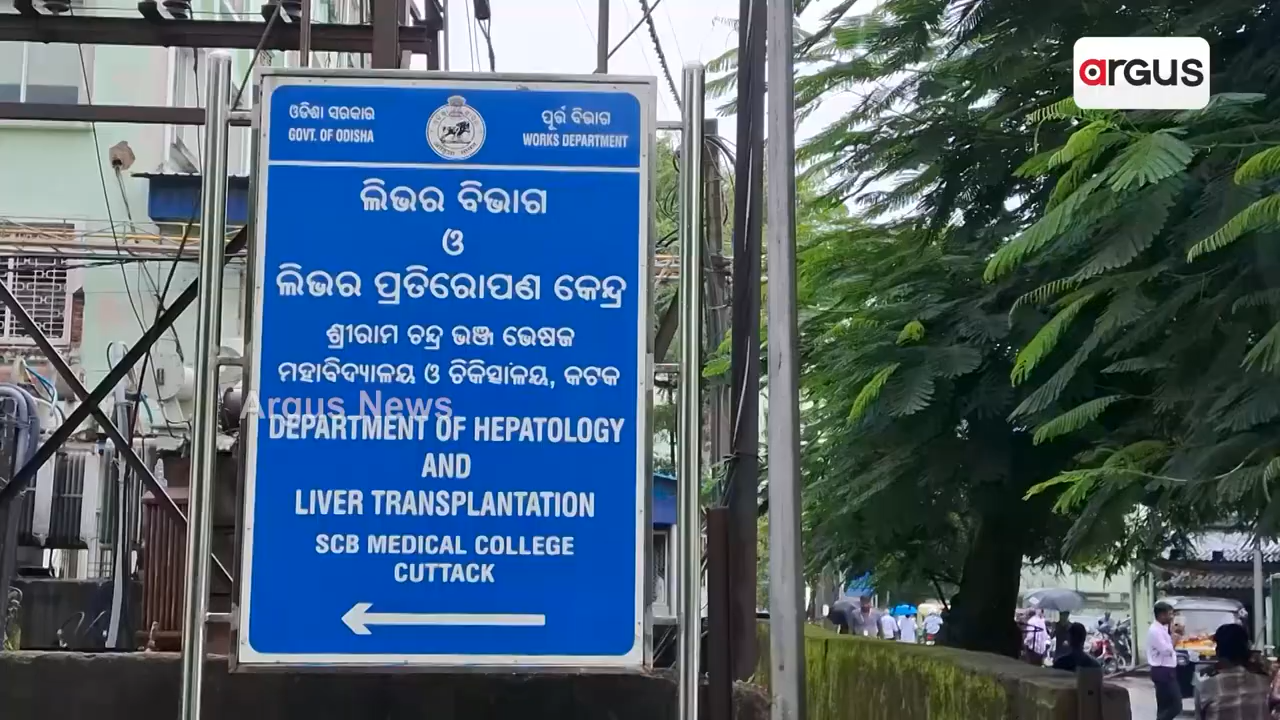 argus
ଓଡିଶା ସରକାର
GOVT. OF ODISHA
ପୂର୍ତ୍ତ ବିଭାଗ
WORKS DEPARTMENT
ଲିଭର ବିଭାଗ
ଓ
ଲିଭର ପ୍ରତିରୋପଣ କେନ୍ଦ୍ର
ଶ୍ରୀରାମ ଚନ୍ଦ୍ର ଭଞ୍ଜ ଭେଷଜ
ମହାବିଦ୍ୟାଳୟ ଓ ଚିକିତ୍ସାଳୟ, କଟକ
Argus News
DEPARTMENT OF HEPATOLOGY
AND
LIVER TRANSPLANTATION
SCB MEDICAL COLLEGE
CUTTACK